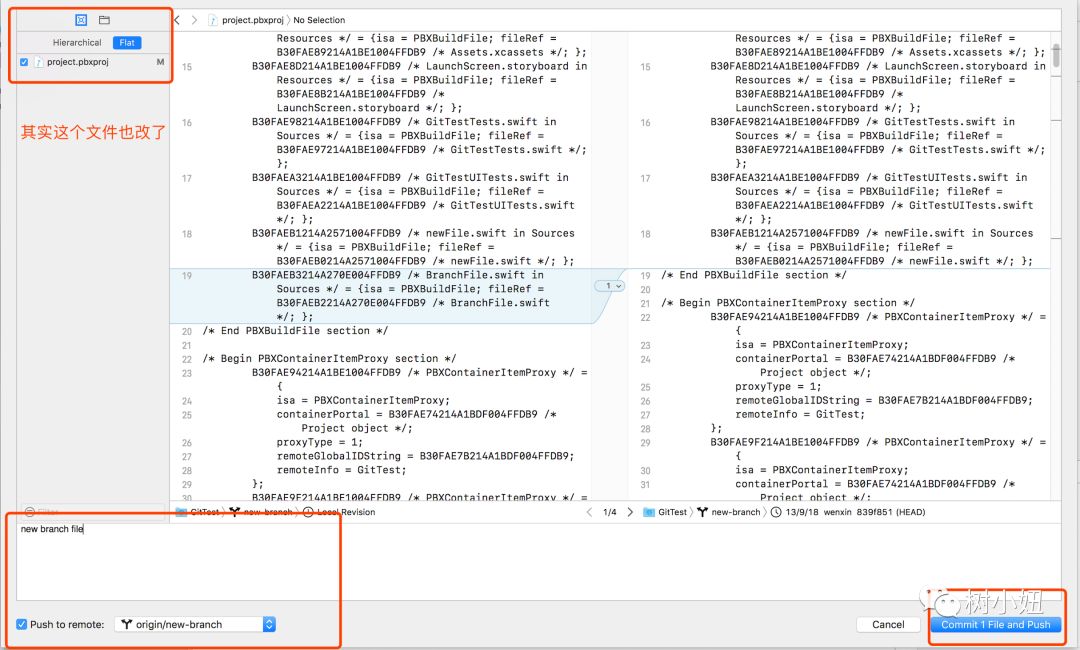 project.pbxproj 〉 No Selection
Hierarchical Flat
project.pbxproj M
其实这个文件也改了
Resources */ = {isa = PBXBuildFile; fileRef =
B30FAE89214A1BE1004FFDB9 /* Assets.xcassets */; };
15 B30FAE8D214A1BE1004FFDB9 /* LaunchScreen.storyboard in
Resources */ = {isa = PBXBuildFile; fileRef =
B30FAE8B214A1BE1004FFDB9 /*
LaunchScreen.storyboard */; };
16 B30FAE98214A1BE1004FFDB9 /* GitTestTests.swift in
Sources */ = {isa = PBXBuildFile; fileRef =
B30FAE97214A1BE1004FFDB9 /* GitTestTests.swift */;
};
17 B30FAEA3214A1BE1004FFDB9 /* GitTestUITests.swift in
Sources */ = {isa = PBXBuildFile; fileRef =
B30FAEA2214A1BE1004FFDB9 /* GitTestUITests.swift
*/; };
18 B30FAEB1214A2571004FFDB9 /* newFile.swift in Sources
*/ = {isa = PBXBuildFile; fileRef =
B30FAEB0214A2571004FFDB9 /* newFile.swift */; };
19 B30FAEB3214A270E004FFDB9 /* BranchFile.swift in
Sources */ = {isa = PBXBuildFile; fileRef =
B30FAEB2214A270E004FFDB9 /* BranchFile.swift
*/; };
20 /* End PBXBuildFile section */
21
22 /* Begin PBXContainerItemProxy section */
23 B30FAE94214A1BE1004FFDB9 /* PBXContainerItemProxy */ =
{
24 isa = PBXContainerItemProxy;
25 containerPortal = B30FAE74214A1BDF004FFDB9 /*
Project object */;
26 proxyType = 1;
27 remoteGlobalIDString = B30FAE7B214A1BDF004FFDB9;
28 remoteInfo = GitTest;
29 };
30 B30FAE9F214A1BE1004FFDB9 /* PBXContainerItemProxy */ =
1
Resources */ = {isa = PBXBuildFile; fileRef =
B30FAE89214A1BE1004FFDB9 /* Assets.xcassets */; };
15 B30FAE8D214A1BE1004FFDB9 /* LaunchScreen.storyboard in
Resources */ = {isa = PBXBuildFile; fileRef =
B30FAE8B214A1BE1004FFDB9 /*
LaunchScreen.storyboard */; };
16 B30FAE98214A1BE1004FFDB9 /* GitTestTests.swift in
Sources */ = {isa = PBXBuildFile; fileRef =
B30FAE97214A1BE1004FFDB9 /* GitTestTests.swift */;
};
17 B30FAEA3214A1BE1004FFDB9 /* GitTestUITests.swift in
Sources */ = {isa = PBXBuildFile; fileRef =
B30FAEA2214A1BE1004FFDB9 /* GitTestUITests.swift
*/; };
18 B30FAEB1214A2571004FFDB9 /* newFile.swift in Sources
*/ = {isa = PBXBuildFile; fileRef =
B30FAEB0214A2571004FFDB9 /* newFile.swift */; };
19 /* End PBXBuildFile section */
20
21 /* Begin PBXContainerItemProxy section */
22 B30FAE94214A1BE1004FFDB9 /* PBXContainerItemProxy */ =
{
23 isa = PBXContainerItemProxy;
24 containerPortal = B30FAE74214A1BDF004FFDB9 /*
Project object */;
25 proxyType = 1;
26 remoteGlobalIDString = B30FAE7B214A1BDF004FFDB9;
27 remoteInfo = GitTest;
28 };
29 B30FAE9F214A1BE1004FFDB9 /* PBXContainerItemProxy */ =
{
30 isa = PBXContainerItemProxy;
31 containerPortal = B30FAE74214A1BDF004FFDB9 /*
Project object */;
Filter
GitTest 〉 new-branch 〉 Local Revision
1/4
GitTest 〉 new-branch 〉 13/9/18 wenxin 839f851 (HEAD)
new branch file
Push to remote: origin/new-branch
树小妞
Cancel Commit 1 File and Push